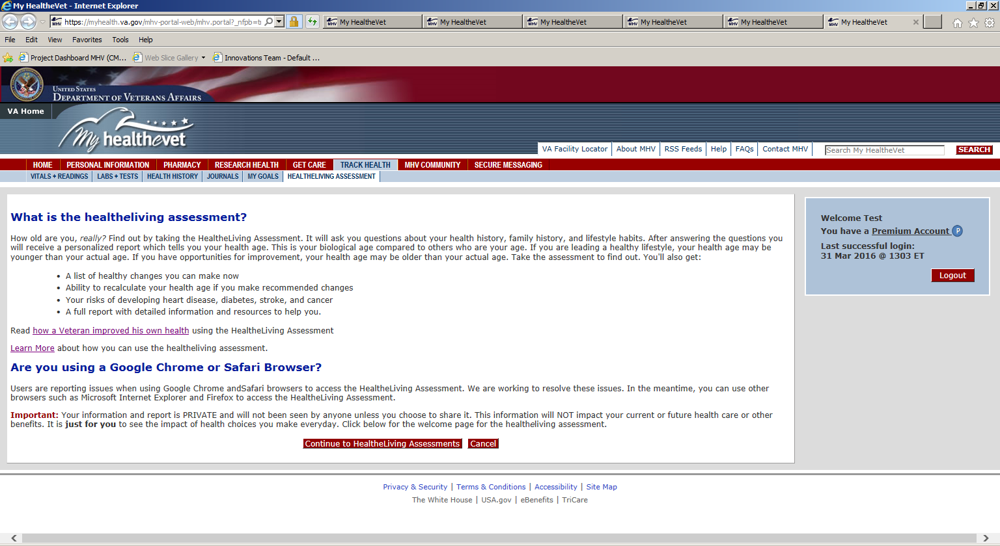 My HealtheVet - Internet Explorer
https://myhealth.va.gov/mhv-portal-web/mhv.portal?_nfpb=t
MHV My HealtheVet MHV My HealtheVet MHV My HealtheVet MHV My HealtheVet MHV My HealtheVet MHV My HealtheVet
File Edit View Favorites Tools Help
Project Dashboard MHV (CM... Web Slice Gallery Innovations Team - Default ...
UNITED STATES
DEPARTMENT OF VETERANS AFFAIRS
VA Home
My healthevet
VA Facility Locator About MHV RSS Feeds Help FAQs Contact MHV Search My HealtheVet SEARCH
HOME PERSONAL INFORMATION PHARMACY RESEARCH HEALTH GET CARE TRACK HEALTH MHV COMMUNITY SECURE MESSAGING
VITALS + READINGS LABS + TESTS HEALTH HISTORY JOURNALS MY GOALS HEALTHELIVING ASSESSMENT
What is the healtheliving assessment?
How old are you, really? Find out by taking the HealtheLiving Assessment. It will ask you questions about your health history, family history, and lifestyle habits. After answering the questions you
will receive a personalized report which tells you your health age. This is your biological age compared to others who are your age. If you are leading a healthy lifestyle, your health age may be
younger than your actual age. If you have opportunities for improvement, your health age may be older than your actual age. Take the assessment to find out. You'll also get:
• A list of healthy changes you can make now
• Ability to recalculate your health age if you make recommended changes
• Your risks of developing heart disease, diabetes, stroke, and cancer
• A full report with detailed information and resources to help you.
Read how a Veteran improved his own health using the HealtheLiving Assessment
Learn More about how you can use the healtheliving assessment.
Are you using a Google Chrome or Safari Browser?
Users are reporting issues when using Google Chrome andSafari browsers to access the HealtheLiving Assessment. We are working to resolve these issues. In the meantime, you can use other
browsers such as Microsoft Internet Explorer and Firefox to access the HealtheLiving Assessment.
Important: Your information and report is PRIVATE and will not been seen by anyone unless you choose to share it. This information will NOT impact your current or future health care or other
benefits. It is just for you to see the impact of health choices you make everyday. Click below for the welcome page for the healtheliving assessment.
Continue to HealtheLiving Assessments Cancel
Welcome Test
You have a Premium Account P
Last successful login:
31 Mar 2016 @ 1303 ET
Logout
Privacy & Security | Terms & Conditions | Accessibility | Site Map
The White House | USA.gov | eBenefits | TriCare